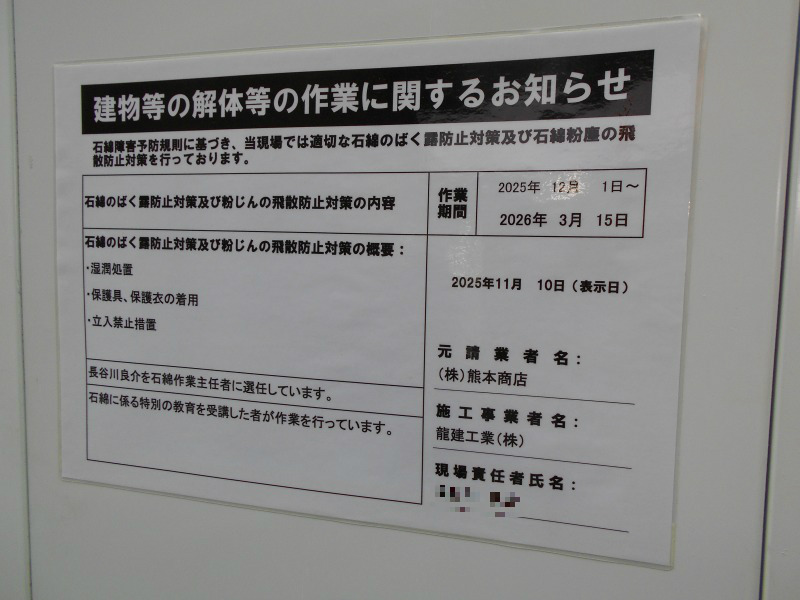 建物等の解体等の作業に関するお知らせ
石綿障害予防規則に基づき、当現場では適切な石綿のばく露防止対策及び石綿粉塵の飛
散防止対策を行っております。
石綿のばく露防止対策及び粉じんの飛散防止対策の内容
作業
期間
2025年 12月 1日～
2026年 3月 15日
石綿のばく露防止対策及び粉じんの飛散防止対策の概要：
・湿潤処置
・保護具、保護衣の着用
・立入禁止措置
2025年11月 10日（表示日）
長谷川良介を石綿作業主任者に選任しています。
石綿に係る特別の教育を受講した者が作業を行っています。
元請業者名：
(株)熊本商店
施工事業者名：
龍建工業(株)
現場責任者氏名：